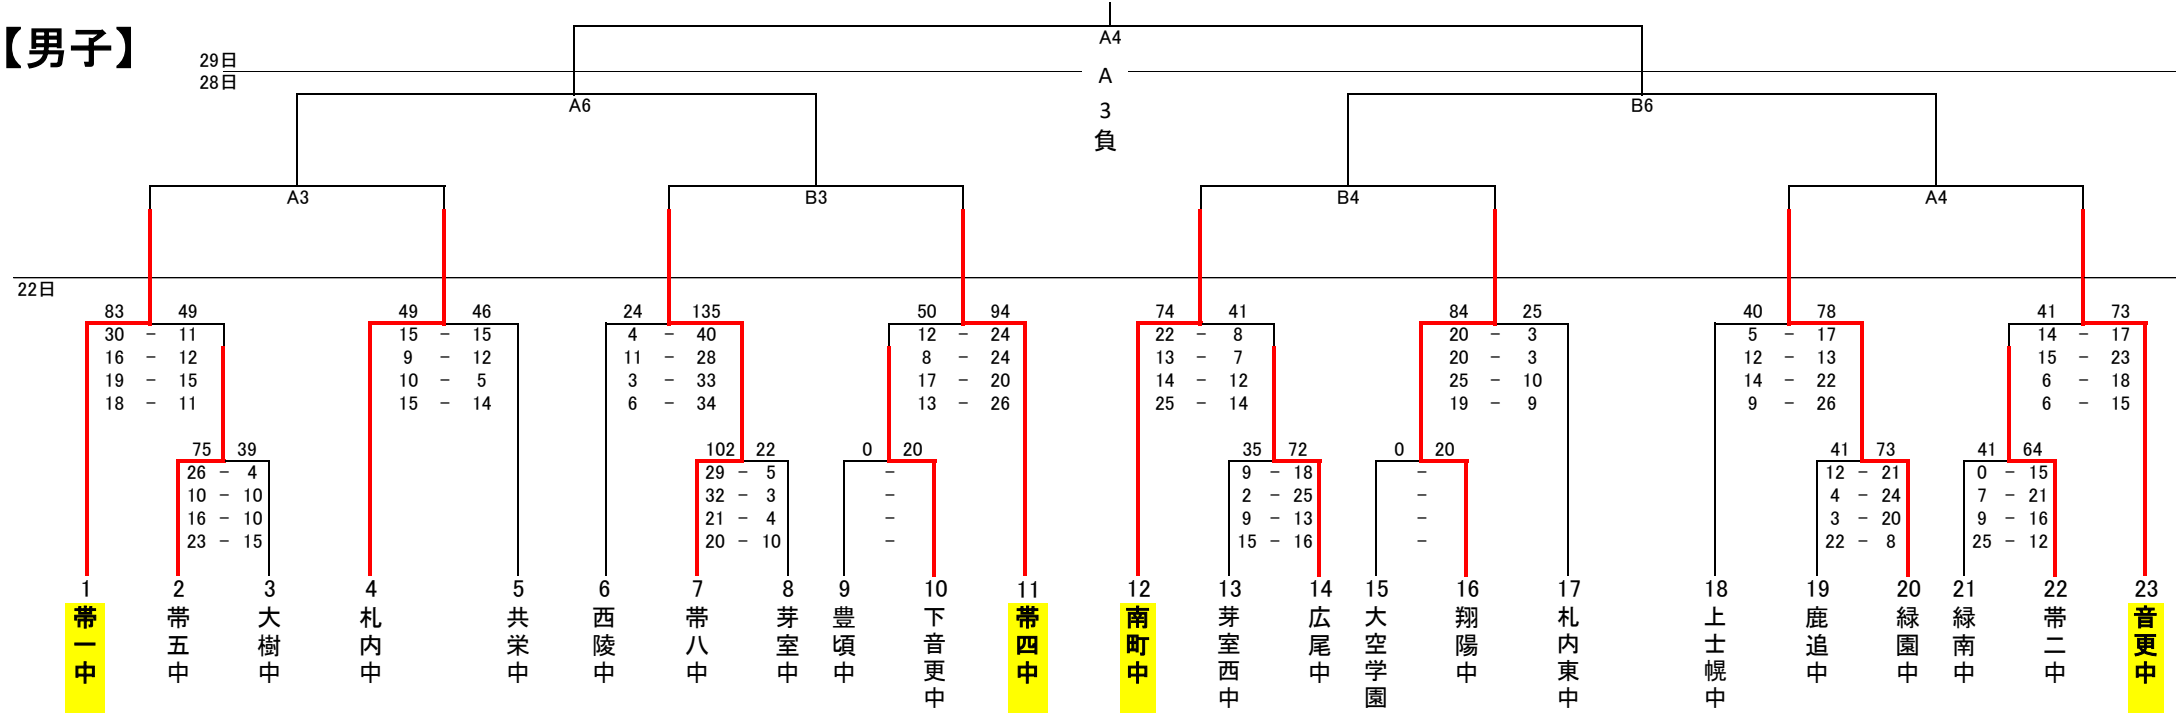 【男子】
A4
29日
28日
A
3
負
A6
B6
A3
B3
B4
A4
22日
83 49
30 - 11
16 - 12
19 - 15
18 - 11
49 46
15 - 15
9 - 12
10 - 5
15 - 14
24 135
4 - 40
11 - 28
3 - 33
6 - 34
50 94
12 - 24
8 - 24
17 - 20
13 - 26
74 41
22 - 8
13 - 7
14 - 12
25 - 14
84 25
20 - 3
20 - 3
25 - 10
19 - 9
40 78
5 - 17
12 - 13
14 - 22
9 - 26
41 73
14 - 17
15 - 23
6 - 18
6 - 15
75 39
26 - 4
10 - 10
16 - 10
23 - 15
102 22
29 - 5
32 - 3
21 - 4
20 - 10
0 20
-
-
-
-
35 72
9 - 18
2 - 25
9 - 13
15 - 16
0 20
-
-
-
-
41 73
12 - 21
4 - 24
3 - 20
22 - 8
41 64
0 - 15
7 - 21
9 - 16
25 - 12
1
帯一中
2
帯五中
3
大樹中
4
札内中
5
共栄中
6
西陵中
7
帯八中
8
芽室中
9
豊頃中
10
下音更中
11
帯四中
12
南町中
13
芽室西中
14
広尾中
15
大空学園
16
翔陽中
17
札内東中
18
上士幌中
19
鹿追中
20
緑園中
21
緑南中
22
帯二中
23
音更中